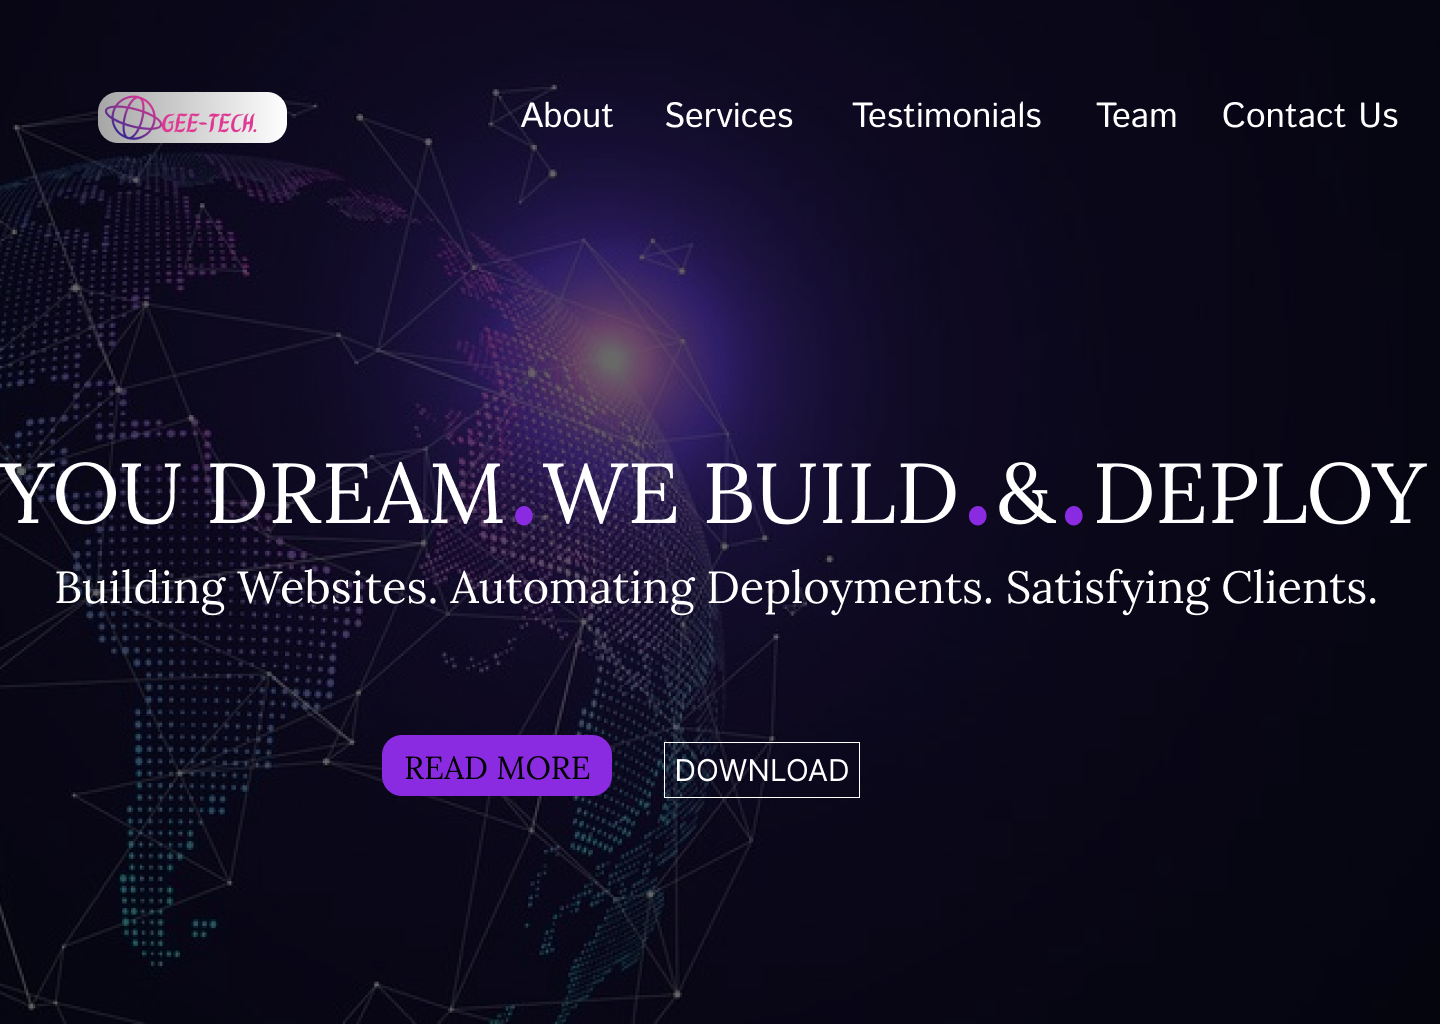 GEE-TECH.
About Services Testimonials Team Contact Us
YOU DREAM.WE BUILD.&.DEPLOY
Building Websites. Automating Deployments. Satisfying Clients.
READ MORE
DOWNLOAD